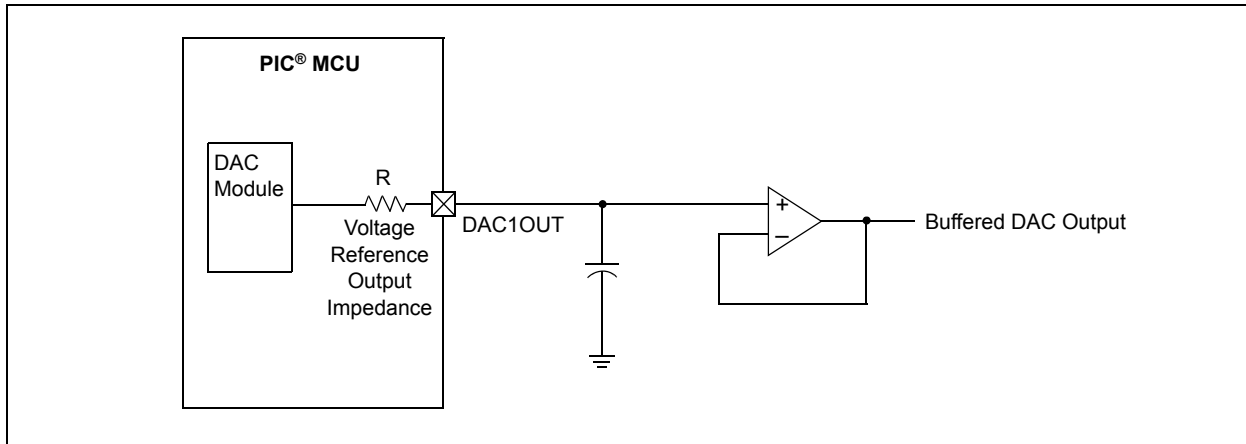 PIC® MCU
DAC
Module
R
Voltage
Reference
Output
Impedance
DAC1OUT
+
–
Buffered DAC Output